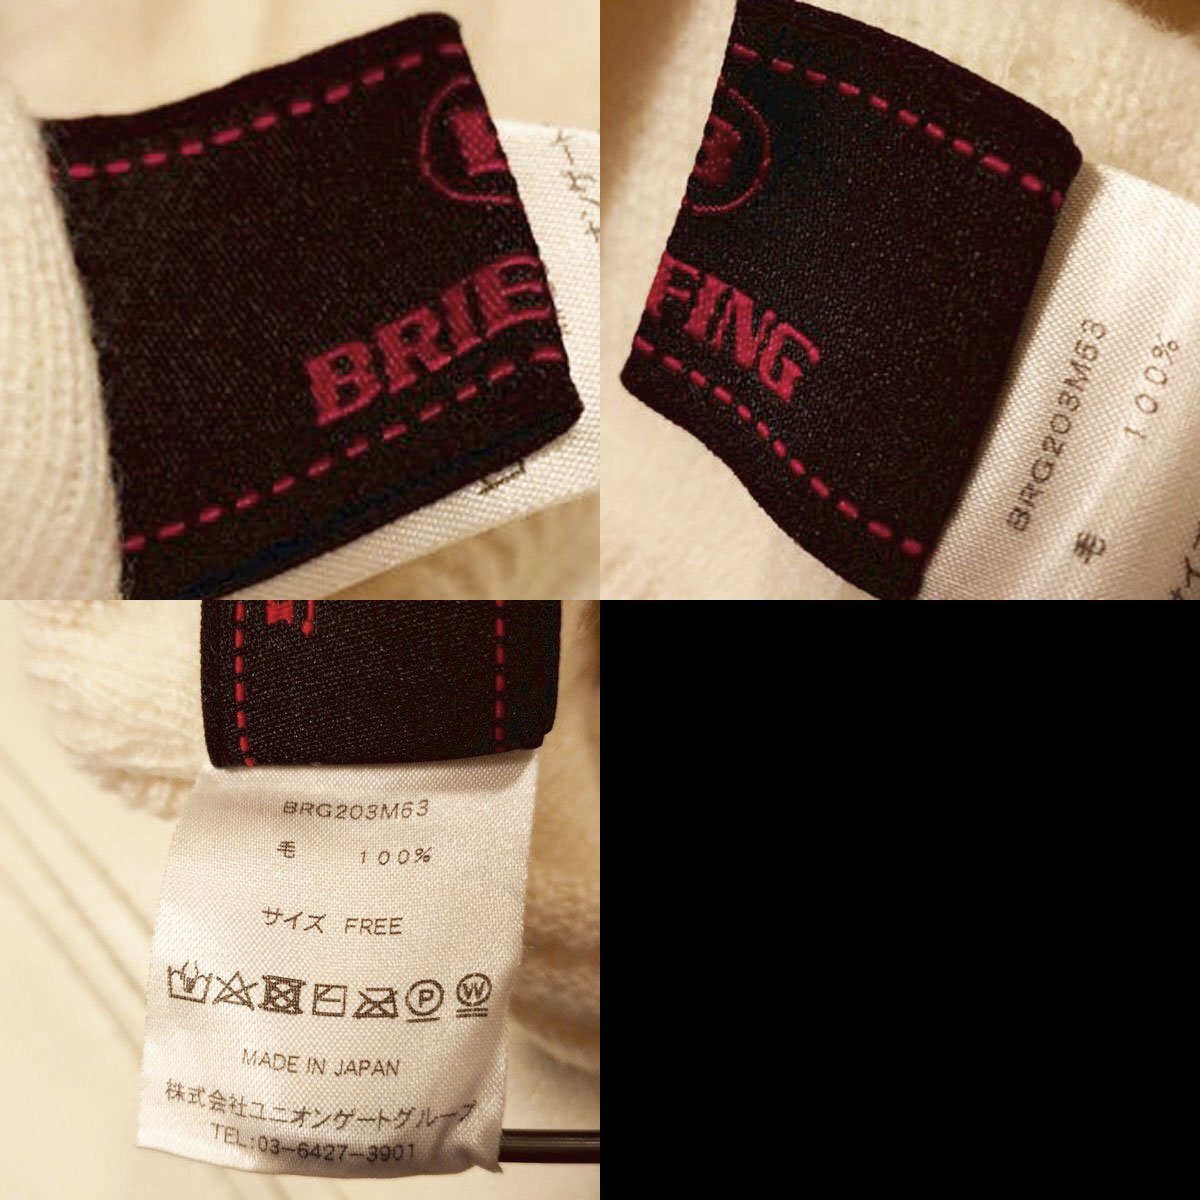 B
BRIE
B
FING
BRG203M63
毛 100%
BRG203M63
毛 100%
サイズ FREE
P
W
MADE IN JAPAN
株式会社ユニオンゲートグループ
TEL:03-6427-3901